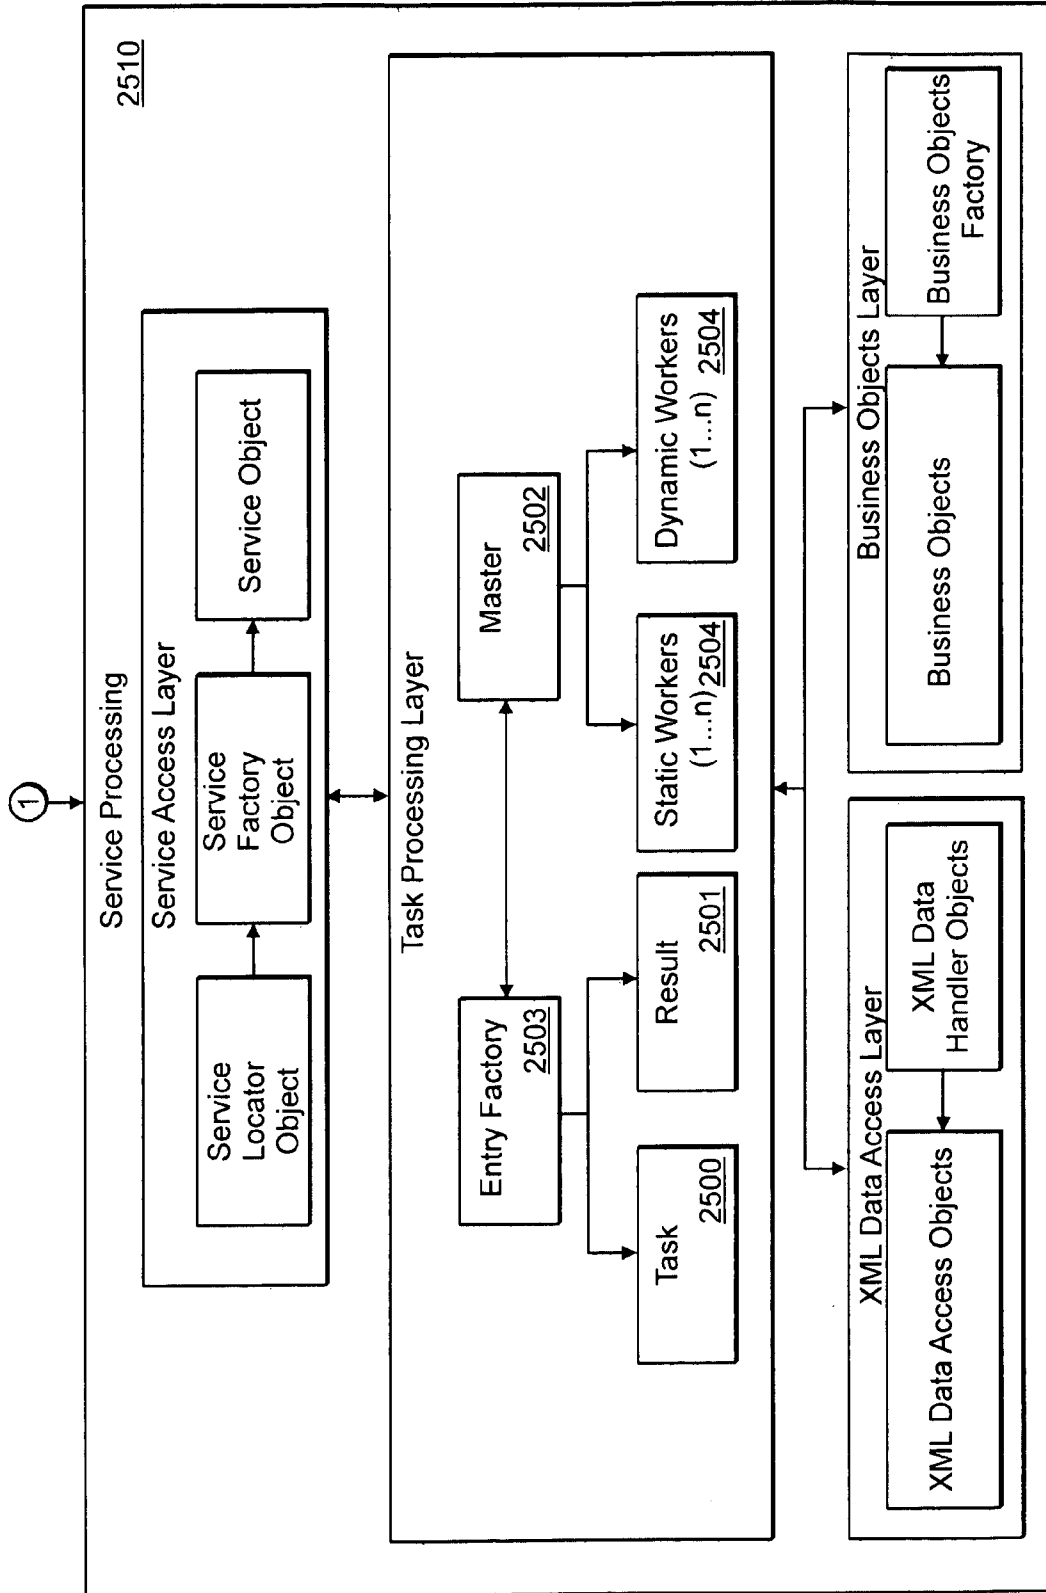 1
Service Processing
2510
Service Access Layer
Service
Locator
Object
Service
Factory
Object
Service Object
Task Processing Layer
Entry Factory
2503
Master
2502
Task
2500
Result
2501
Static Workers
(1...n) 2504
Dynamic Workers
(1...n) 2504
XML Data Access Layer
XML Data Access Objects
XML Data
Handler Objects
Business Objects Layer
Business Objects
Business Objects
Factory